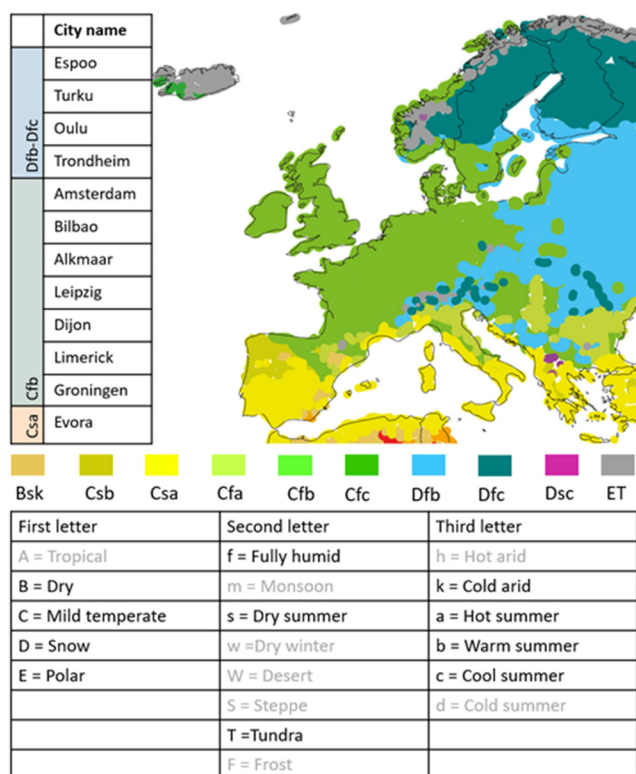 City name
Dfb-Dfc
Espoo
Turku
Oulu
Trondheim
Cfb
Amsterdam
Bilbao
Alkmaar
Leipzig
Dijon
Limerick
Groningen
Csa
Evora
Bsk Csb Csa Cfa Cfb Cfc Dfb Dfc Dsc ET
First letter Second letter Third letter
A = Tropical f = Fully humid h = Hot arid
B = Dry m = Monsoon k = Cold arid
C = Mild temperate s = Dry summer a = Hot summer
D = Snow w =Dry winter b = Warm summer
E = Polar W = Desert c = Cool summer
S = Steppe d = Cold summer
T =Tundra
F = Frost